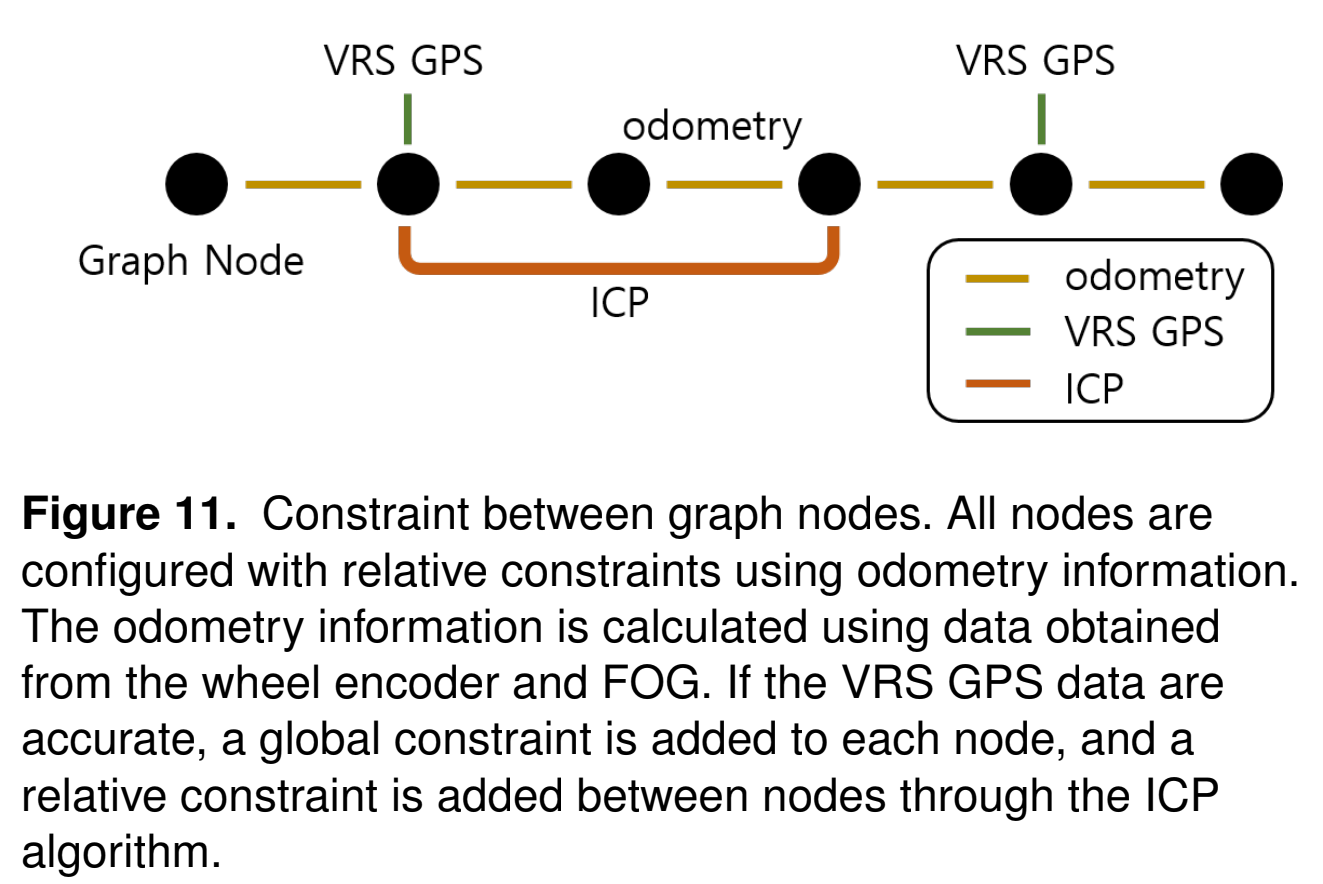 VRS GPS
VRS GPS
odometry
Graph Node
ICP
odometry
VRS GPS
ICP
Figure 11. Constraint between graph nodes. All nodes are
configured with relative constraints using odometry information.
The odometry information is calculated using data obtained
from the wheel encoder and FOG. If the VRS GPS data are
accurate, a global constraint is added to each node, and a
relative constraint is added between nodes through the ICP
algorithm.